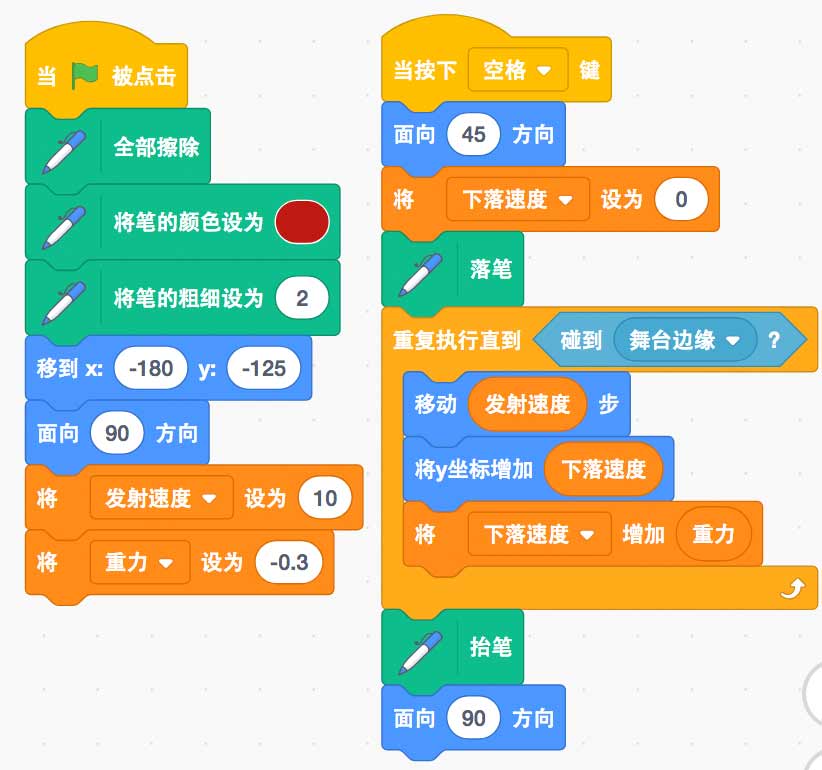 当 被点击
全部擦除
将笔的颜色设为
将笔的粗细设为 2
移到 x: -180 y: -125
面向 90 方向
将 发射速度 设为 10
将 重力 设为 -0.3
当按下 空格 键
面向 45 方向
将 下落速度 设为 0
落笔
重复执行直到 碰到 舞台边缘 ?
移动 发射速度 步
将y坐标增加 下落速度
将 下落速度 增加 重力
抬笔
面向 90 方向